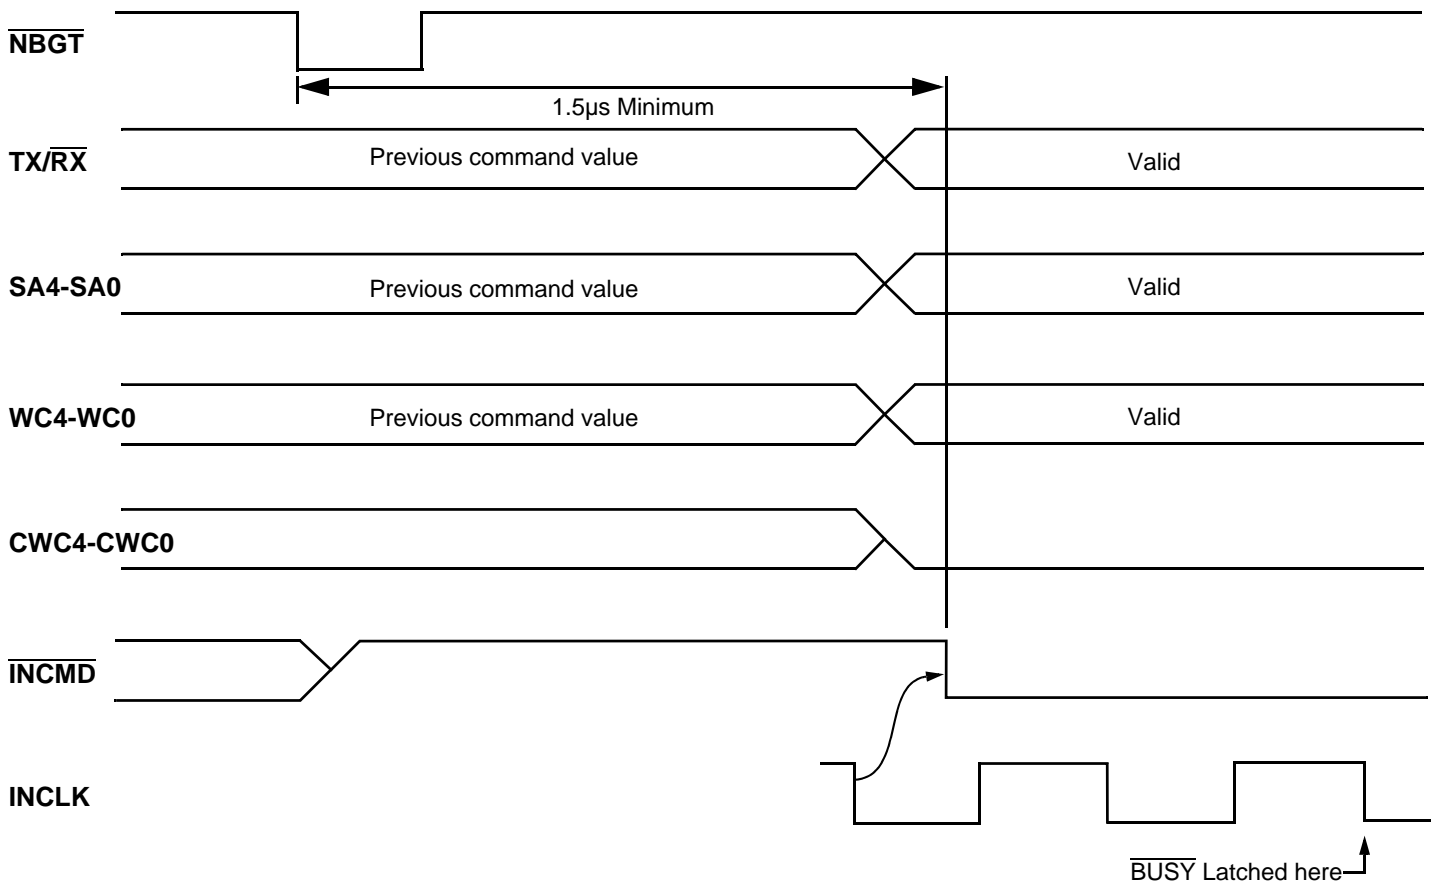 NBGT
1.5µs Minimum
TX/RX
Previous command value
Valid
SA4-SA0
Previous command value
Valid
WC4-WC0
Previous command value
Valid
CWC4-CWC0
INCMD
INCLK
BUSY Latched here